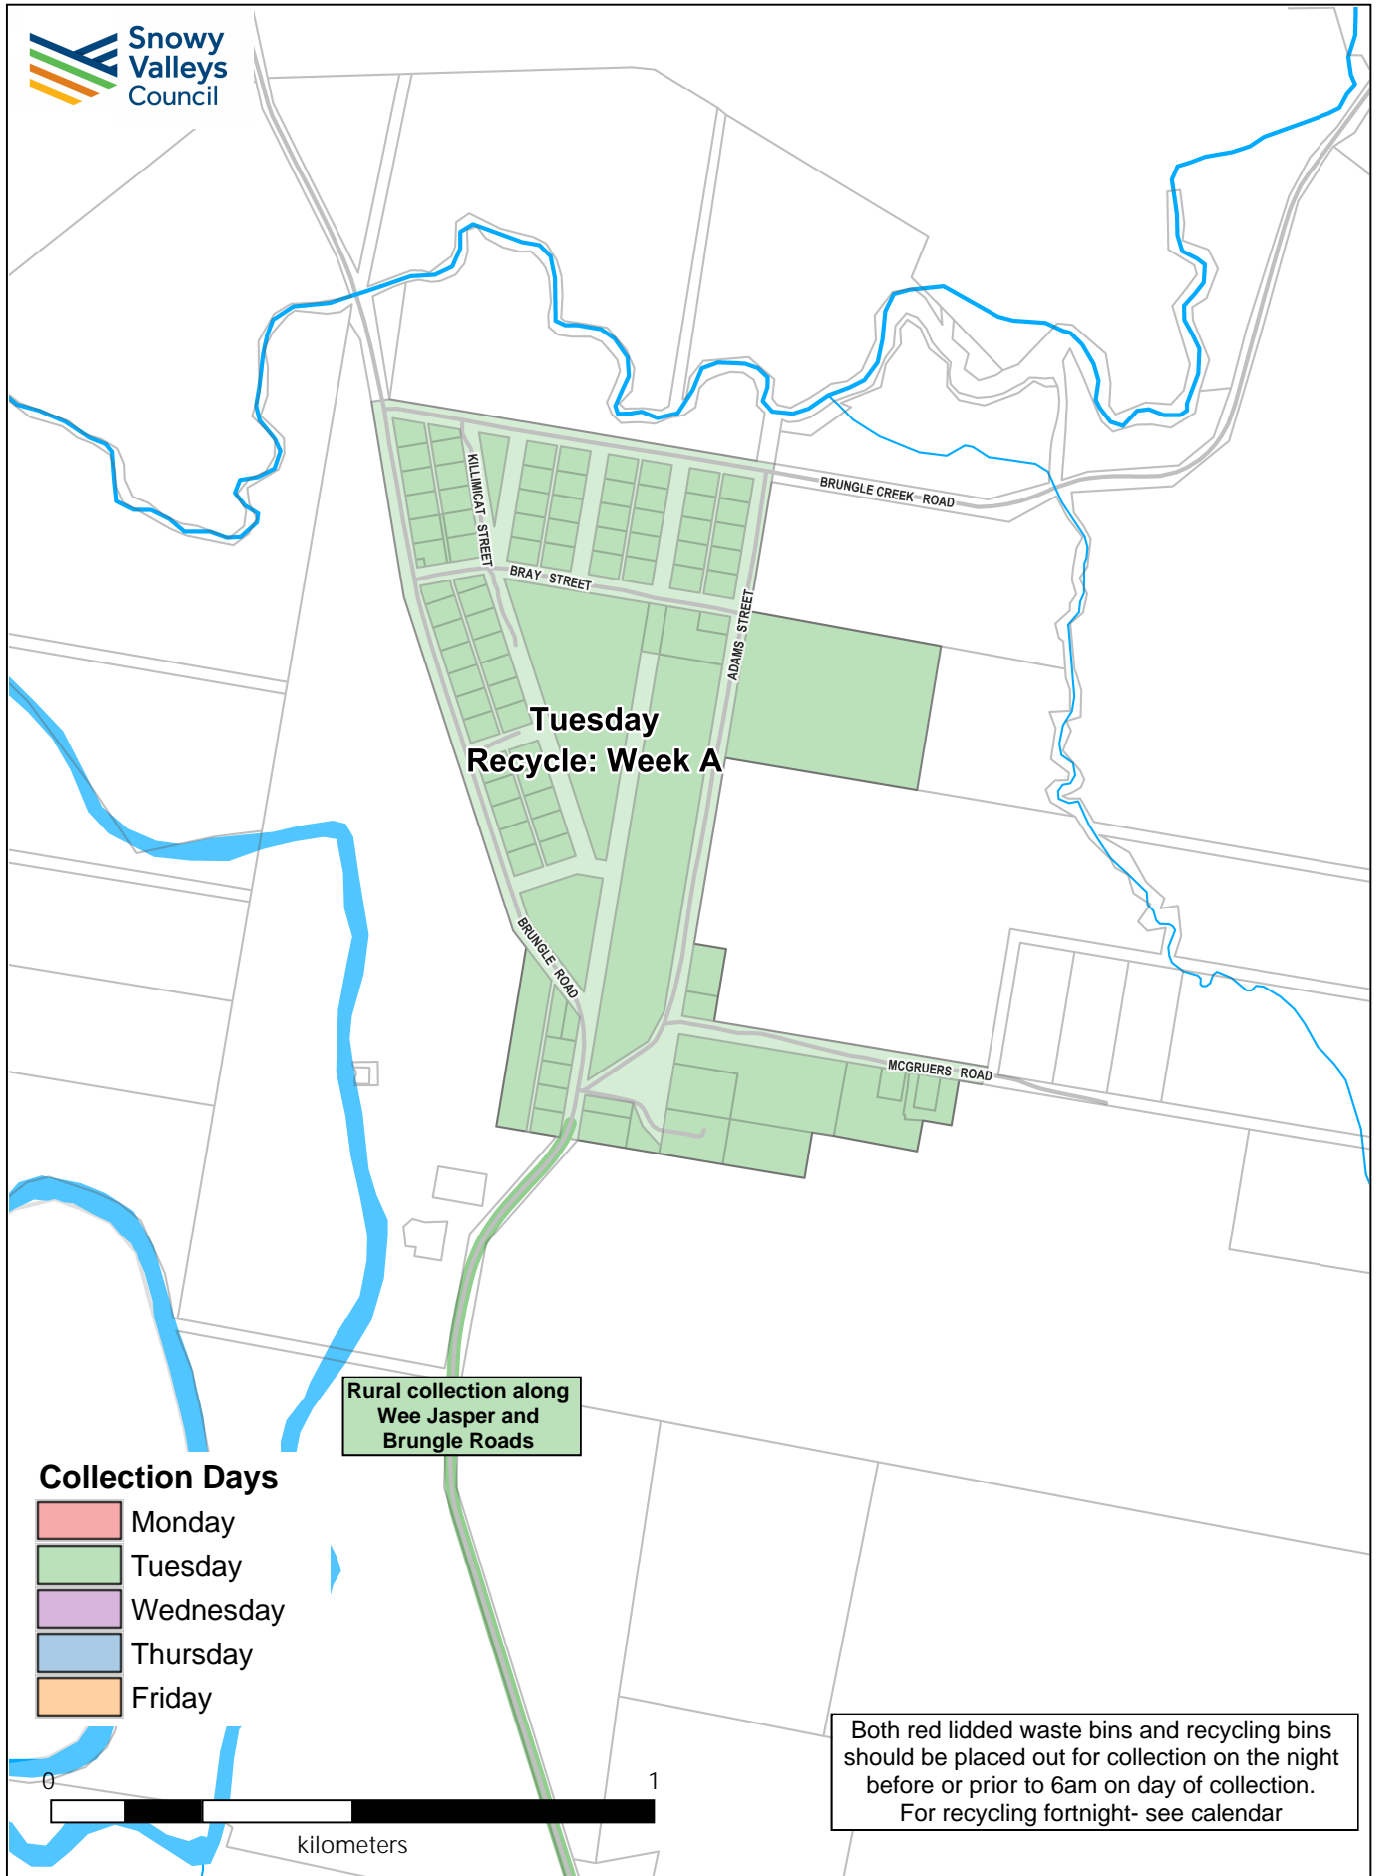 Snowy
Valleys
Council
BRUNGLE CREEK ROAD
KILLIMICAT STREET
BRAY STREET
ADAMS STREET
Tuesday
Recycle: Week A
BRUNGLE ROAD
MCGRUERS ROAD
Rural collection along
Wee Jasper and
Brungle Roads
Collection Days
Monday
Tuesday
Wednesday
Thursday
Friday
0 1
kilometers
Both red lidded waste bins and recycling bins
should be placed out for collection on the night
before or prior to 6am on day of collection.
For recycling fortnight- see calendar